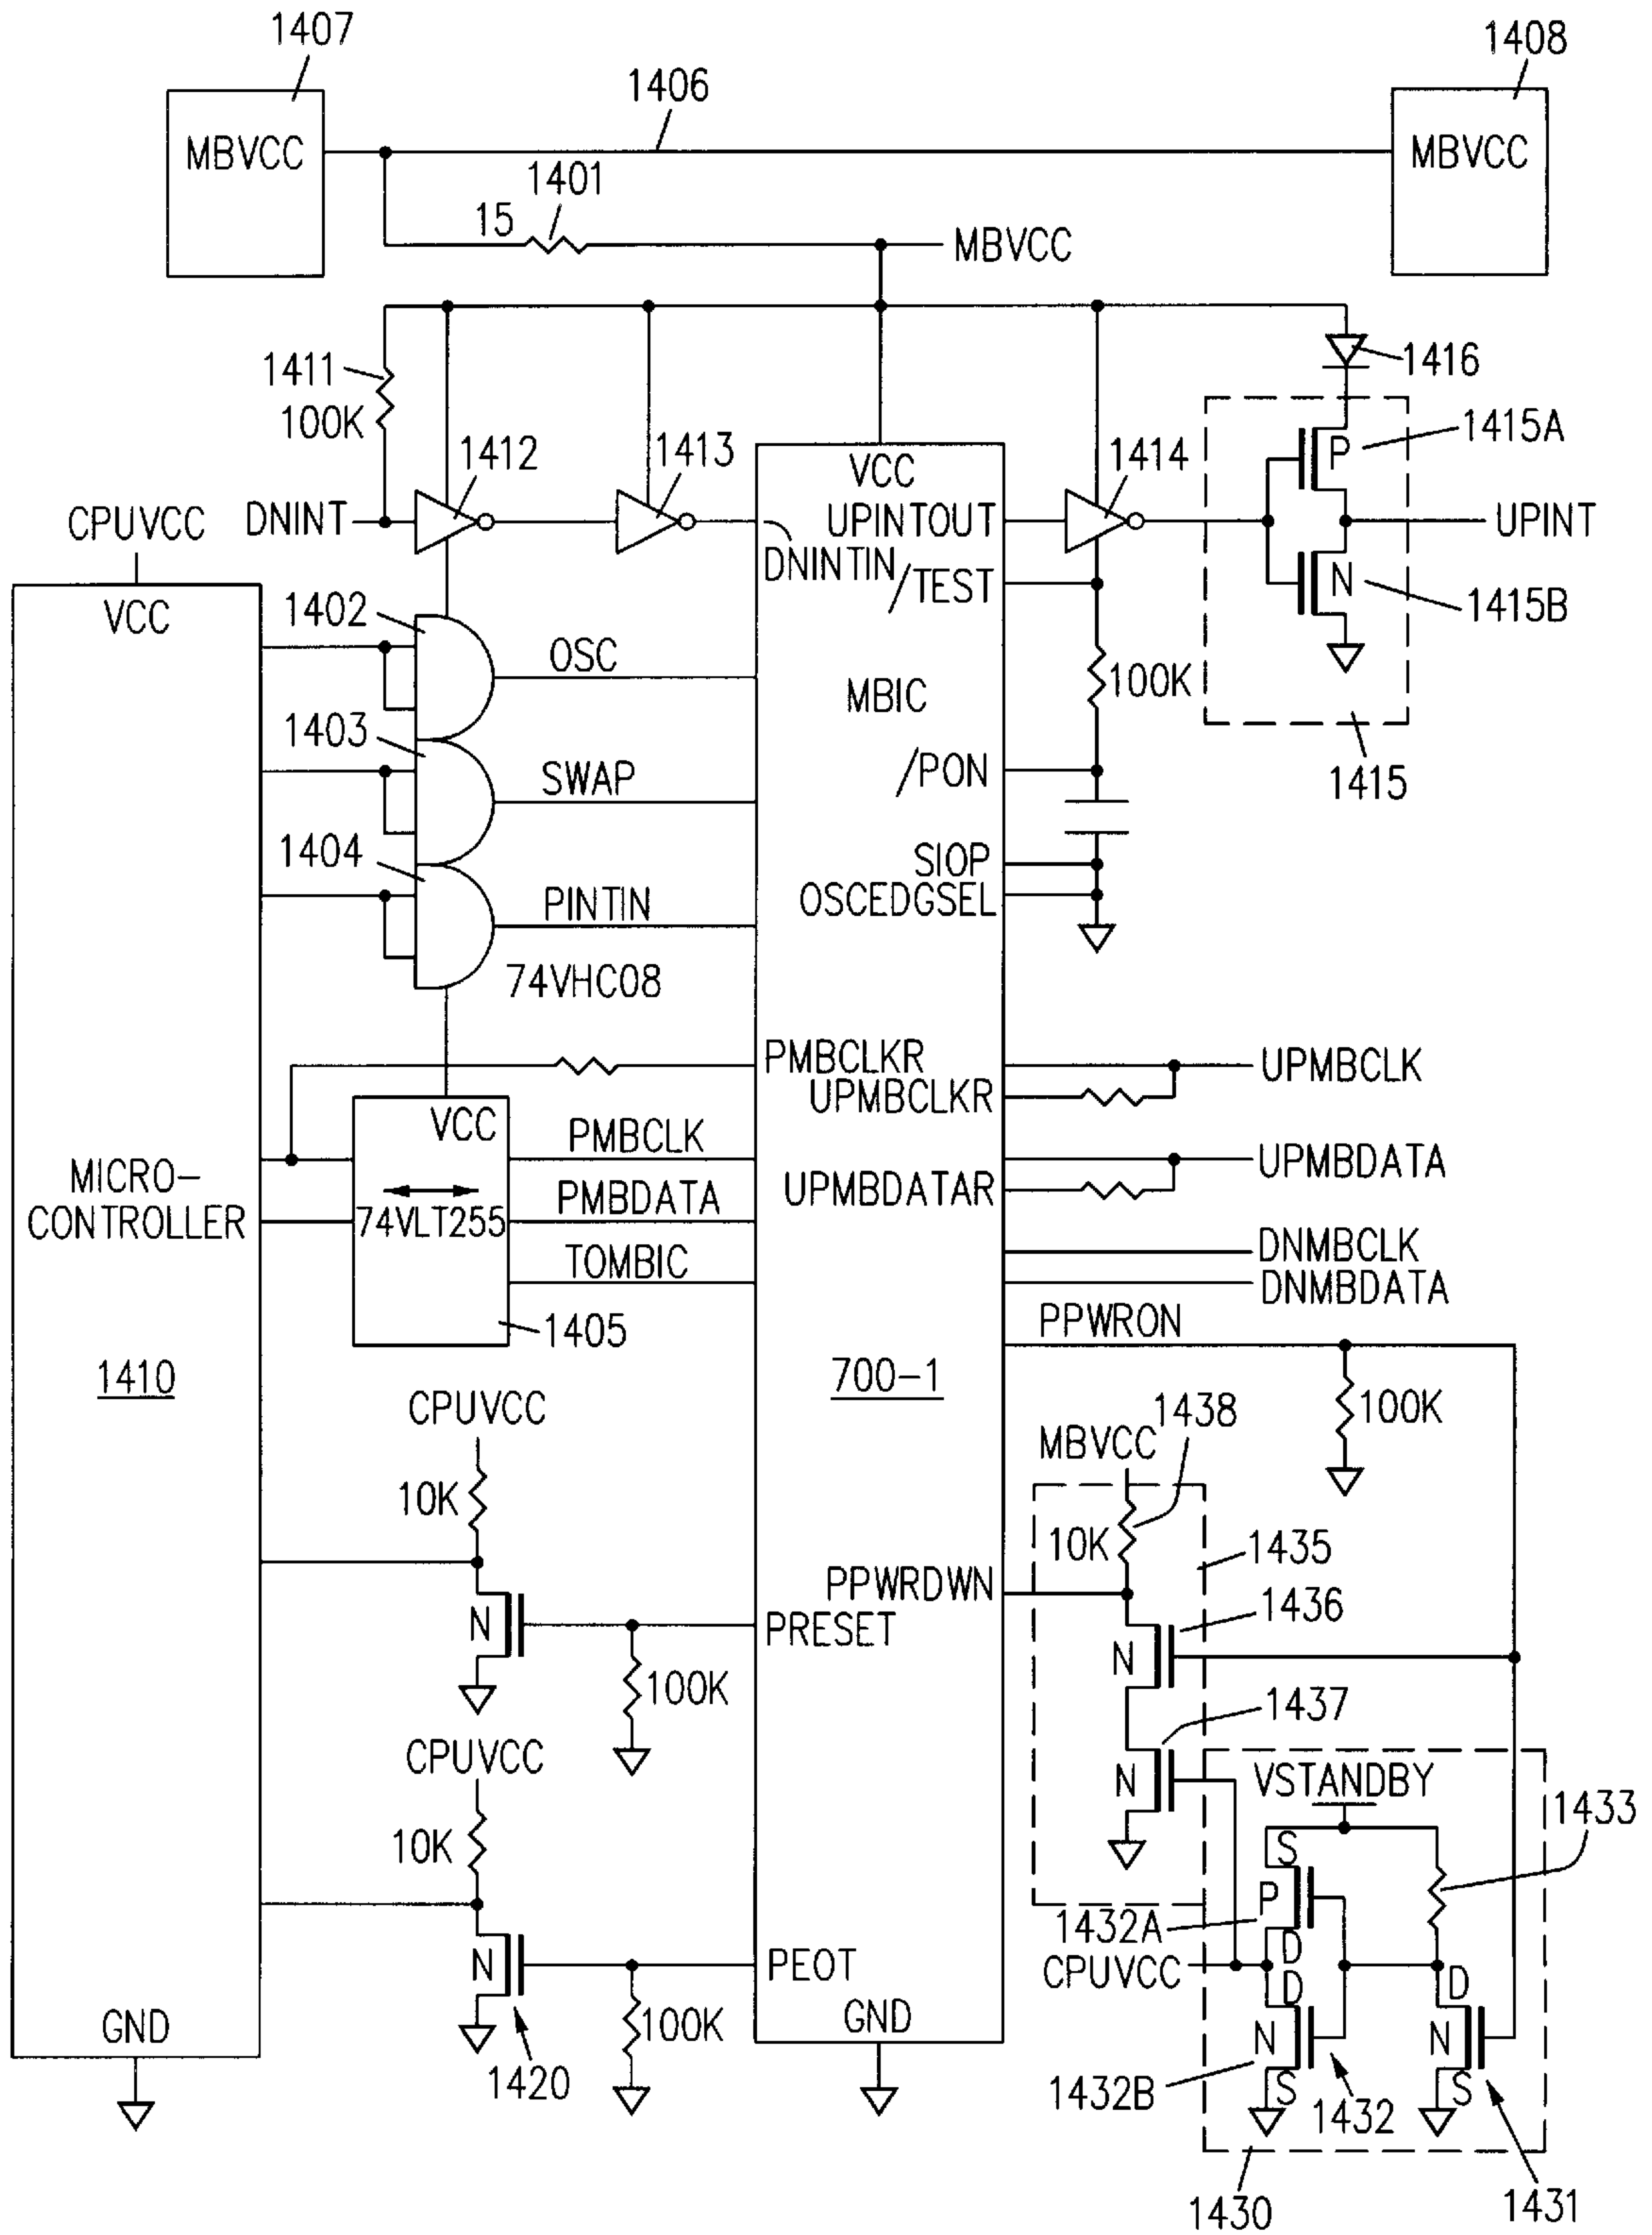 1407
1408
1406
MBVCC
MBVCC
1401
15
MBVCC
1411
100K
1416
1415A
P
1412
1413
1414
VCC
CPUVCC
DNINT
UPINTOUT
UPINT
DNINTIN
/TEST
N
1415B
VCC
1402
OSC
MBIC
100K
1403
SWAP
/PON
1415
1404
SIOP
PINTIN
OSCEDGSEL
74VHC08
PMBCLKR
UPMBCLK
UPMBCLKR
VCC
PMBCLK
UPMBDATA
MICRO-
CONTROLLER
PMBDATA
UPMBDATAR
74VLT255
TOMBIC
DNMBCLK
DNMBDATA
1405
PPWRON
1410
700-1
CPUVCC
1438
100K
MBVCC
10K
10K
1435
PPWRDWN
1436
N
PRESET
N
100K
1437
CPUVCC
N
VSTANDBY
1433
10K
S
P
1432A
D
CPUVCC
N
PEOT
D
D
GND
100K
GND
N
N
1420
1432B
S
1432
S
1430
1431